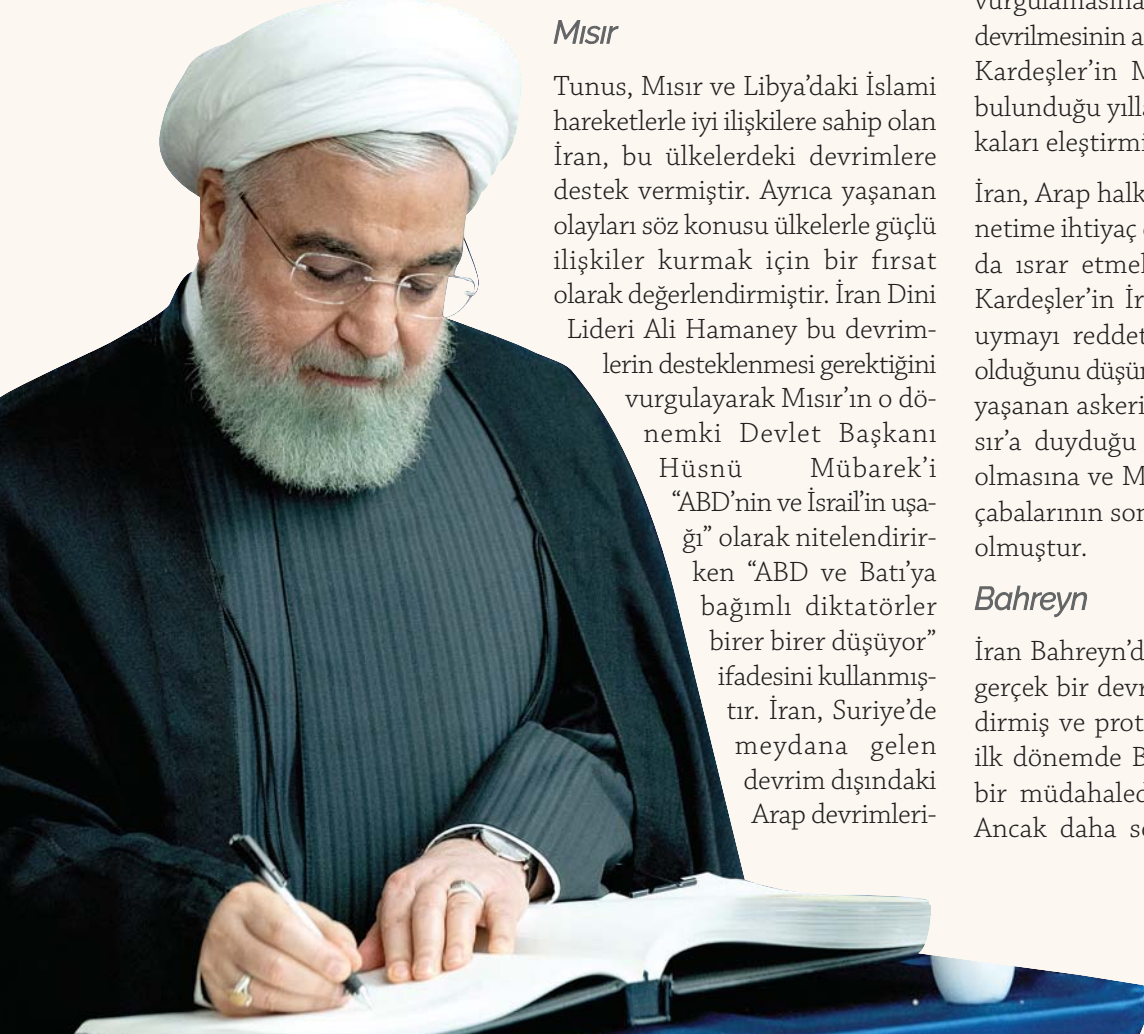 Mısır
Tunus, Mısır ve Libya’daki İslami
hareketlerle iyi ilişkilere sahip olan
İran, bu ülkelerdeki devrimlere
destek vermiştir. Ayrıca yaşanan
olayları söz konusu ülkelerle güçlü
ilişkiler kurmak için bir fırsat
olarak değerlendirmiştir. İran Dini
Lideri Ali Hamaney bu devrim-
lerin desteklenmesi gerektiğini
vurgulayarak Mısır’ın o dö-
nemki Devlet Başkanı
Hüsnü Mübarek’i
“ABD’nin ve İsrail’in uşa-
ğı” olarak nitelendirir-
ken “ABD ve Batı’ya
bağımlı diktatörler
birer birer düşüyor”
ifadesini kullanmış-
tır. İran, Suriye’de
meydana gelen
devrim dışındaki
Arap devrimleri-
vurgulamasına
devrilmesinin a
Kardeşler’in M
bulunduğu yıll
kaları eleştirmi
İran, Arap halk
netime ihtiyaç
da ısrar etmel
Kardeşler’in İr
uymayı reddet
olduğunu düşü
yaşanan askeri
sır’a duyduğu
olmasına ve M
çabalarının son
olmuştur.
Bahreyn
İran Bahreyn’d
gerçek bir devr
dirmiş ve prot
ilk dönemde B
bir müdahaled
Ancak daha s